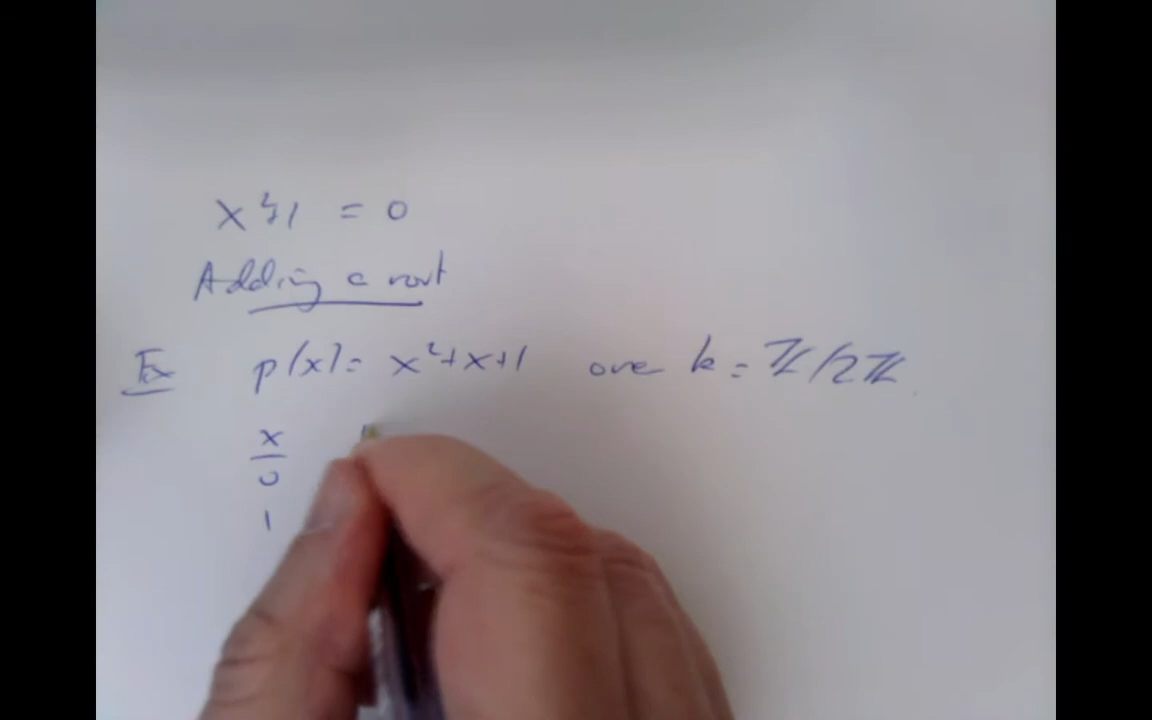 x²+1 = 0
Adding a root
Ex p(x) = x²+x+1 over k = ℤ/2ℤ.
x
0
1